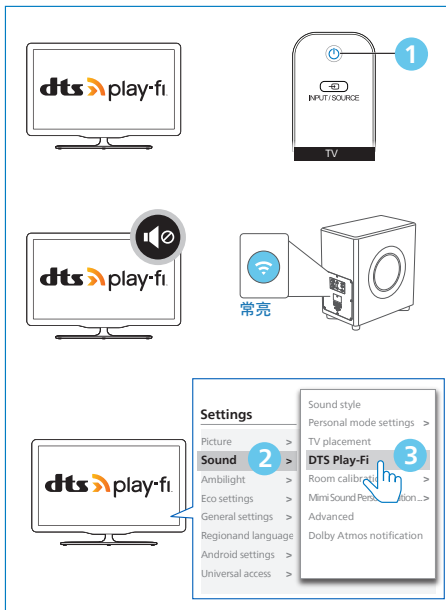 dts play-fi
1
INPUT/SOURCE
TV
dts play-fi
常亮
dts play-fi
Settings
Picture >
Sound 2 >
Ambilight >
Eco settings >
General settings >
Regionand language
Android settings >
Universal access >
Sound style
Personal mode settings >
TV placement
DTS Play-Fi 3
>
Mimi Sound >
Advanced
Dolby Atmos notification